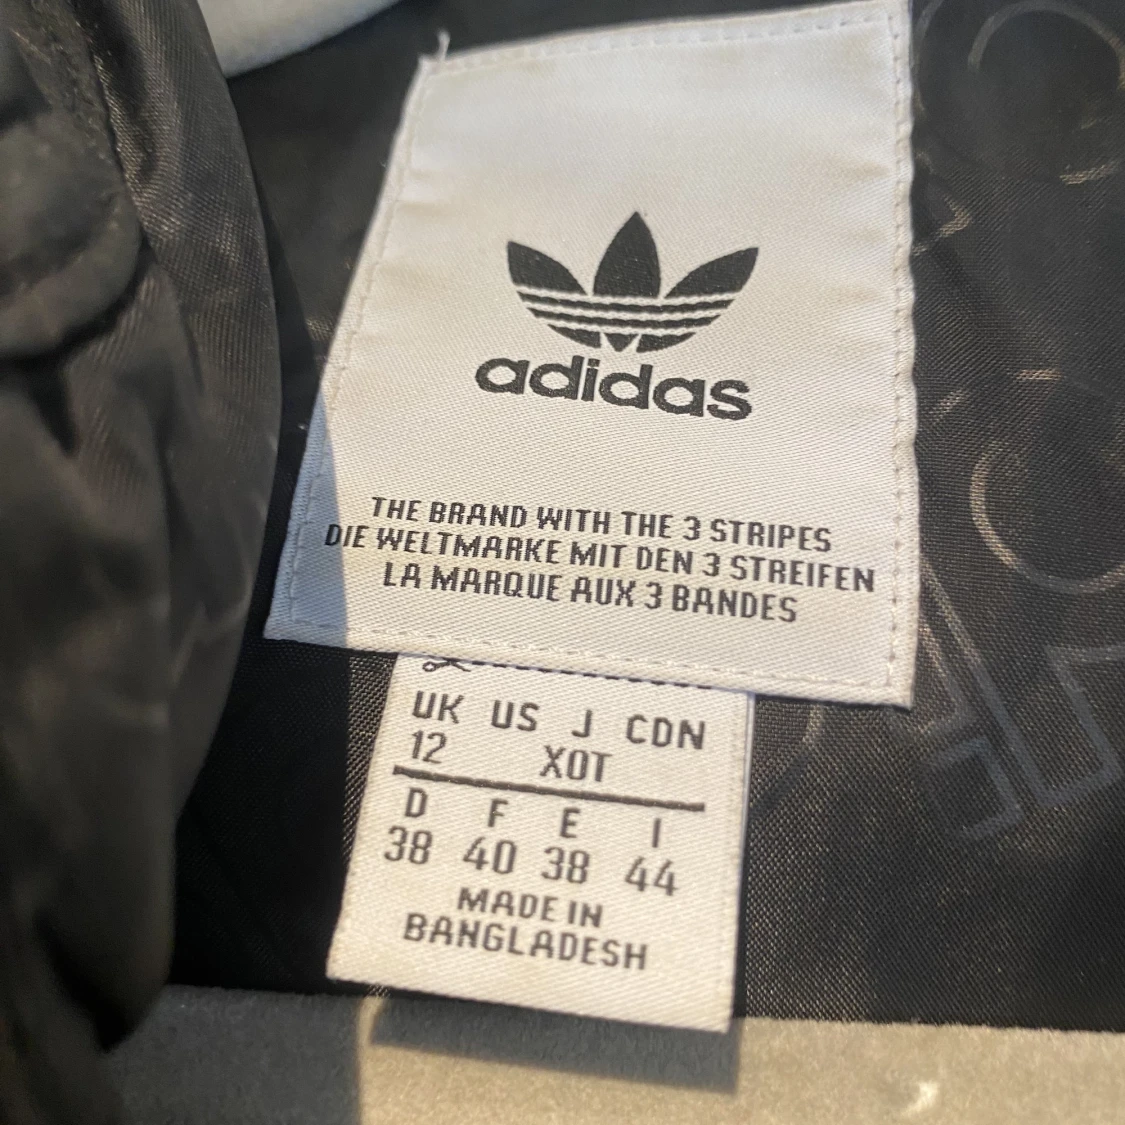 adidas
THE BRAND WITH THE 3 STRIPES
DIE WELTMARKE MIT DEN 3 STREIFEN
LA MARQUE AUX 3 BANDES
UK US J CDN
12 XOT
D F E I
38 40 38 44
MADE IN
BANGLADESH